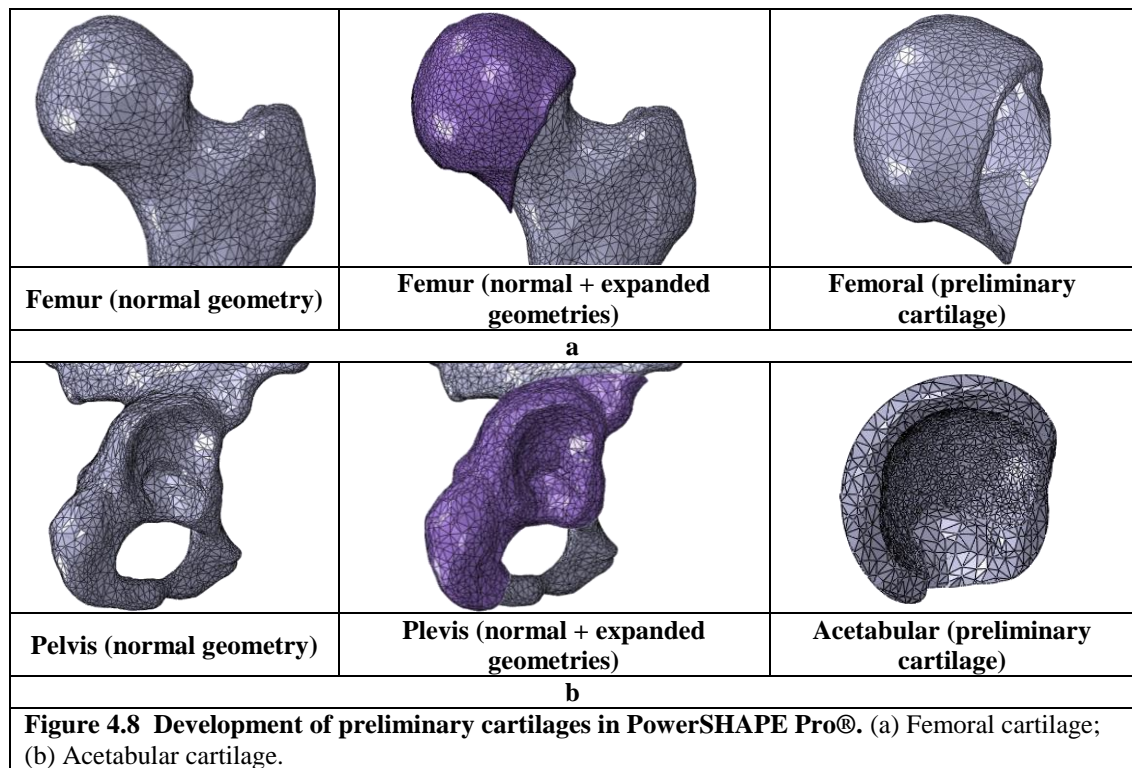 Femur (normal geometry)
Femur (normal + expanded
geometries)
Femoral (preliminary
cartilage)
a
Pelvis (normal geometry)
Plevis (normal + expanded
geometries)
Acetabular (preliminary
cartilage)
b
Figure 4.8 Development of preliminary cartilages in PowerSHAPE Pro®. (a) Femoral cartilage;
(b) Acetabular cartilage.